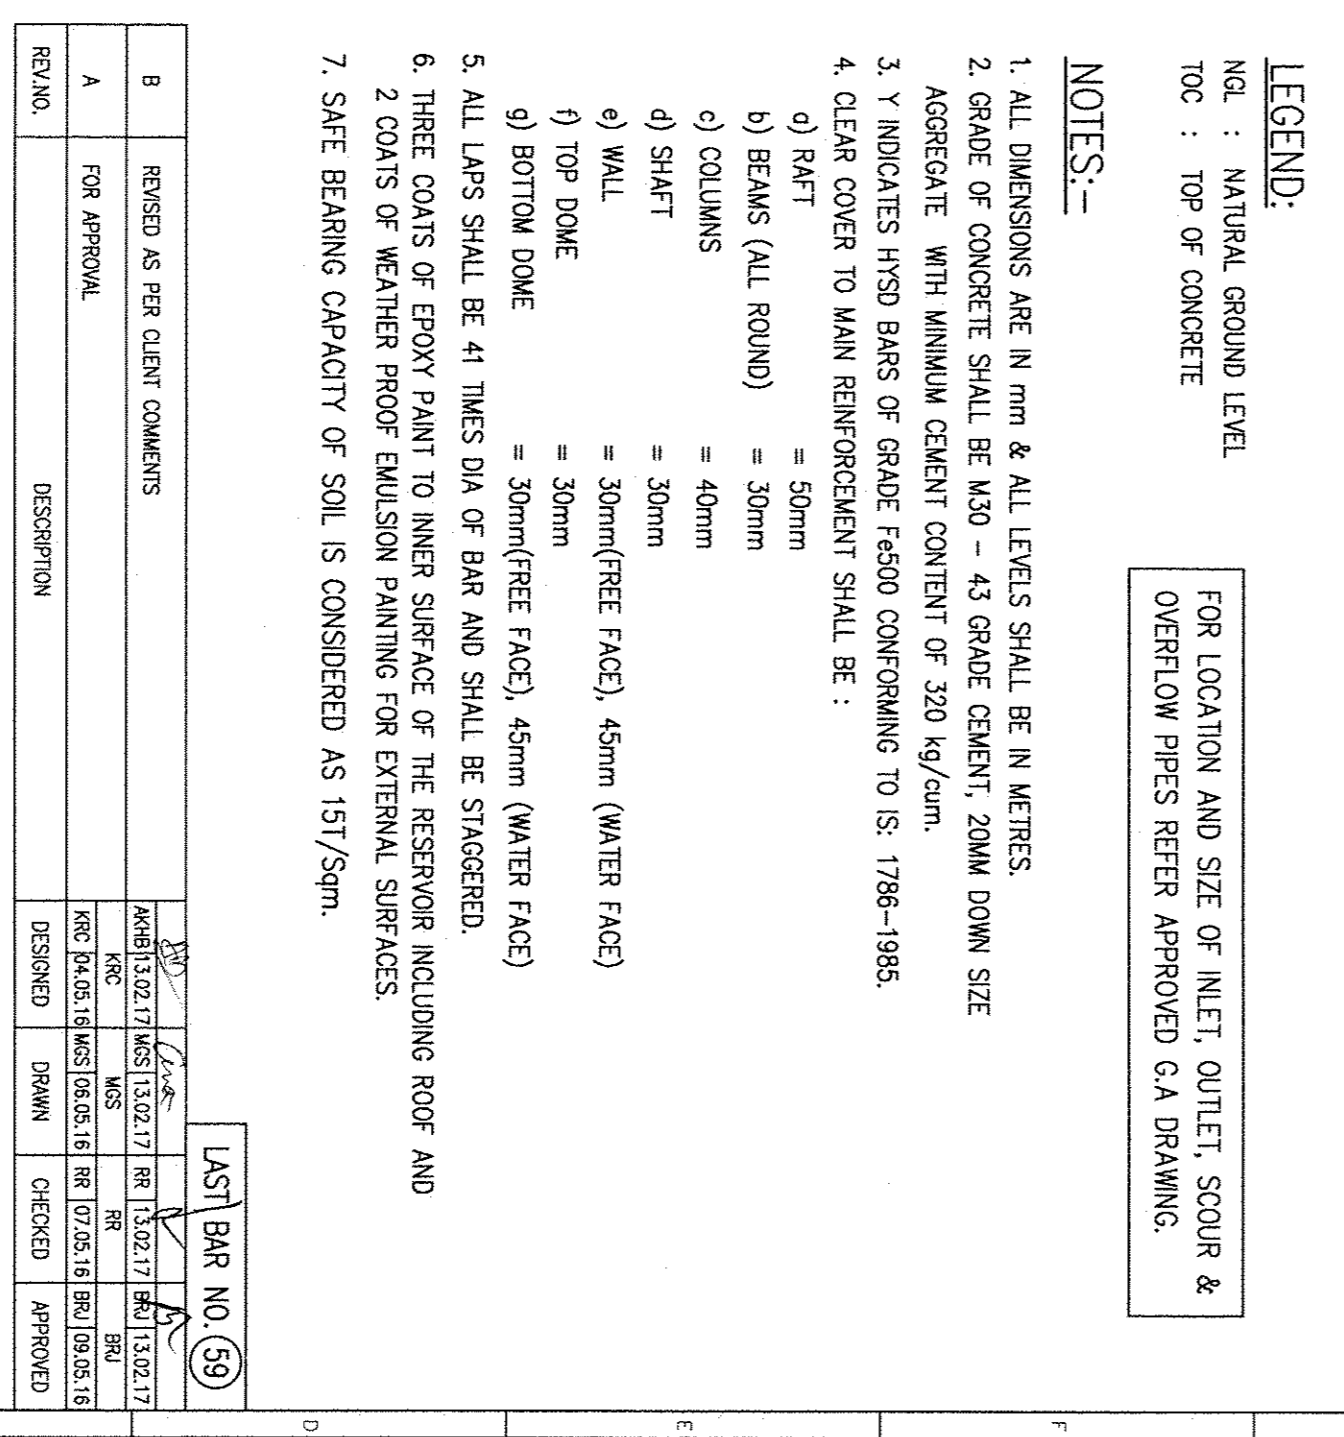 LEGEND:
NGL : NATURAL GROUND LEVEL
TOC : TOP OF CONCRETE
FOR LOCATION AND SIZE OF INLET, OUTLET, SCOUR &
OVERFLOW PIPES REFER APPROVED G.A DRAWING.
NOTES:-
1. ALL DIMENSIONS ARE IN mm & ALL LEVELS SHALL BE IN METRES.
2. GRADE OF CONCRETE SHALL BE M30 - 43 GRADE CEMENT, 20MM DOWN SIZE
AGGREGATE WITH MINIMUM CEMENT CONTENT OF 320 kg/cum.
3. Y INDICATES HYSD BARS OF GRADE Fe500 CONFORMING TO IS: 1786-1985.
4. CLEAR COVER TO MAIN REINFORCEMENT SHALL BE :
a) RAFT = 50mm
b) BEAMS (ALL ROUND) = 30mm
c) COLUMNS = 40mm
d) SHAFT = 30mm
e) WALL = 30mm(FREE FACE), 45mm (WATER FACE)
f) TOP DOME = 30mm
g) BOTTOM DOME = 30mm(FREE FACE), 45mm (WATER FACE)
5. ALL LAPS SHALL BE 41 TIMES DIA OF BAR AND SHALL BE STAGGERED.
6. THREE COATS OF EPOXY PAINT TO INNER SURFACE OF THE RESERVOIR INCLUDING ROOF AND
2 COATS OF WEATHER PROOF EMULSION PAINTING FOR EXTERNAL SURFACES.
7. SAFE BEARING CAPACITY OF SOIL IS CONSIDERED AS 15T/Sqm.
LAST BAR NO. 59
B REVISED AS PER CLIENT COMMENTS AKHB 13.02.17 MGS 13.02.17 RR 13.02.17 BRJ 13.02.17
KRC MGS RR BRJ
A FOR APPROVAL KRC 04.05.16 MGS 06.05.16 RR 07.05.16 BRJ 09.05.16
REV.NO. DESCRIPTION DESIGNED DRAWN CHECKED APPROVED
F
E
D